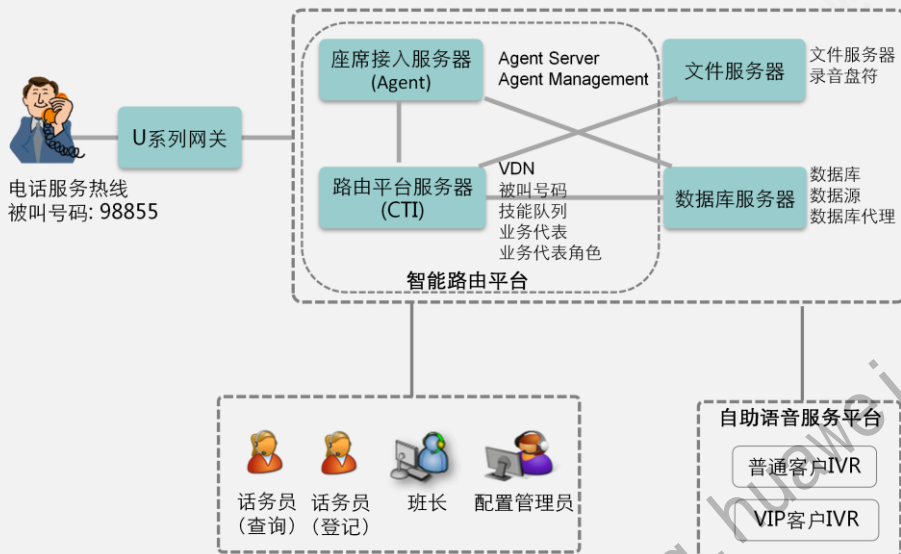 座席接入服务器
(Agent)
Agent Server
Agent Management
文件服务器
文件服务器
录音盘符
U系列网关
电话服务热线
被叫号码: 98855
路由平台服务器
(CTI)
VDN
被叫号码
技能队列
业务代表
业务代表角色
数据库服务器
数据库
数据源
数据库代理
智能路由平台
话务员
（查询）
话务员
（登记）
班长
配置管理员
自助语音服务平台
普通客户IVR
VIP客户IVR
huawei